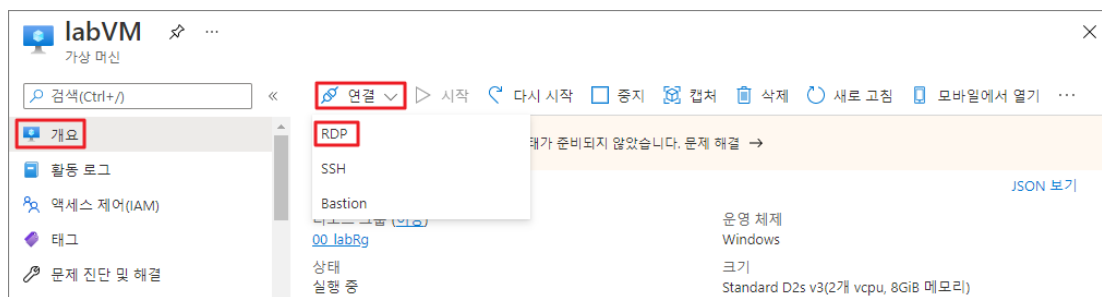 labVM
가상 머신
검색(Ctrl+/)
연결
시작
다시 시작
중지
캡처
삭제
새로 고침
모바일에서 열기
개요
활동 로그
액세스 제어(IAM)
태그
문제 진단 및 해결
RDP
SSH
Bastion
준비되지 않았습니다. 문제 해결 →
JSON 보기
00_labRg
상태
실행 중
운영 체제
Windows
크기
Standard D2s v3(2개 vcpu, 8GiB 메모리)